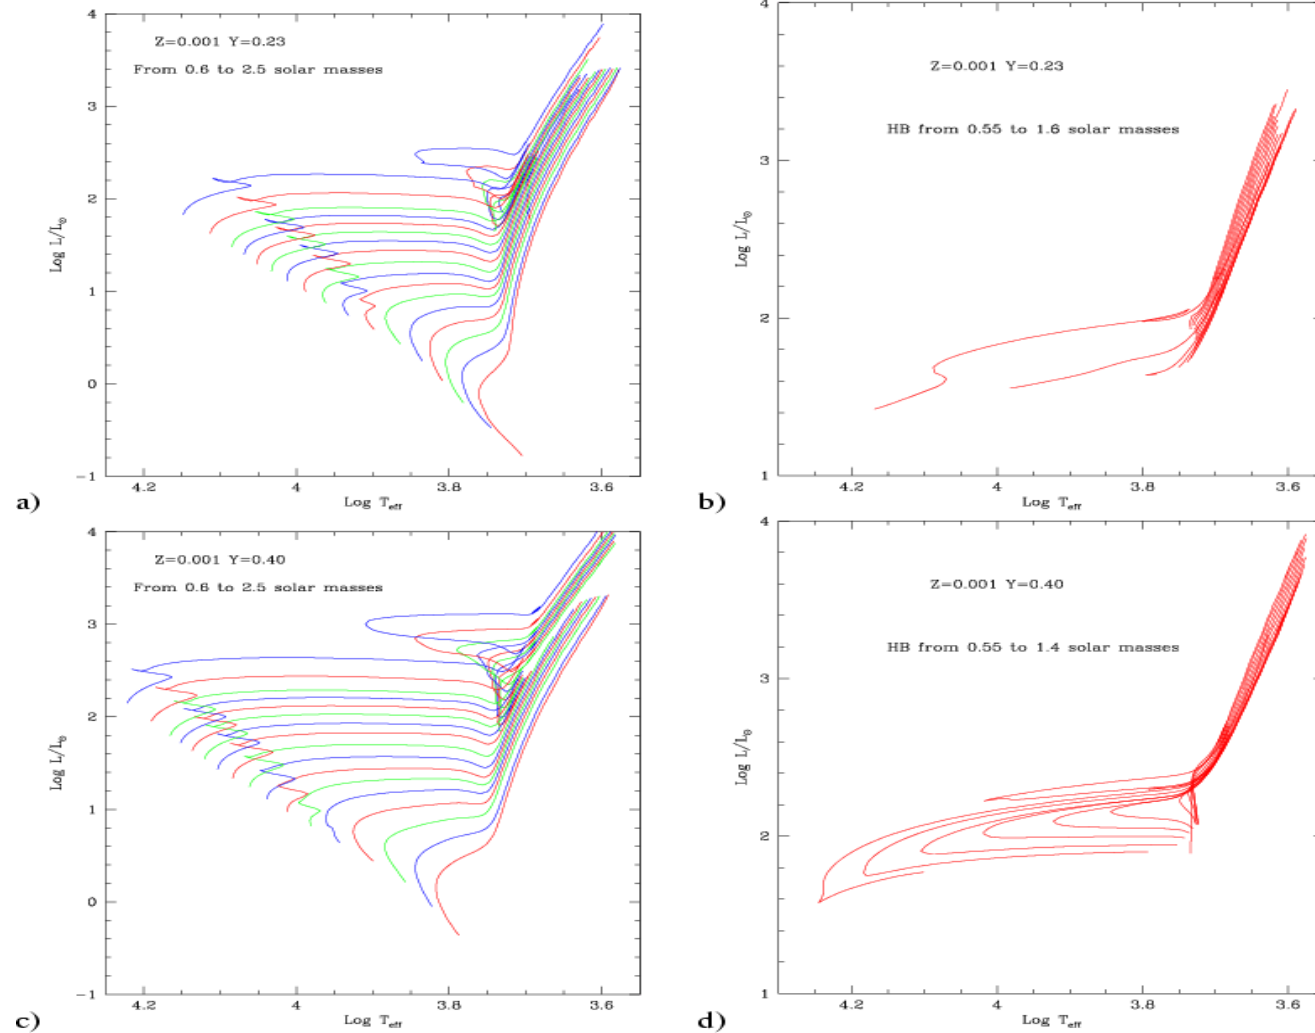 4
3
2
1
0
−1
Log L/L⊙
Z=0.001 Y=0.23
From 0.6 to 2.5 solar masses
4.2 4 3.8 3.6
Log Teff
a)
4
3
2
1
Log L/L⊙
Z=0.001 Y=0.23
HB from 0.55 to 1.6 solar masses
4.2 4 3.8 3.6
Log Teff
b)
4
3
2
1
0
−1
Log L/L⊙
Z=0.001 Y=0.40
From 0.6 to 2.5 solar masses
4.2 4 3.8 3.6
Log Teff
c)
4
3
2
1
Log L/L⊙
Z=0.001 Y=0.40
HB from 0.55 to 1.4 solar masses
4.2 4 3.8 3.6
Log Teff
d)